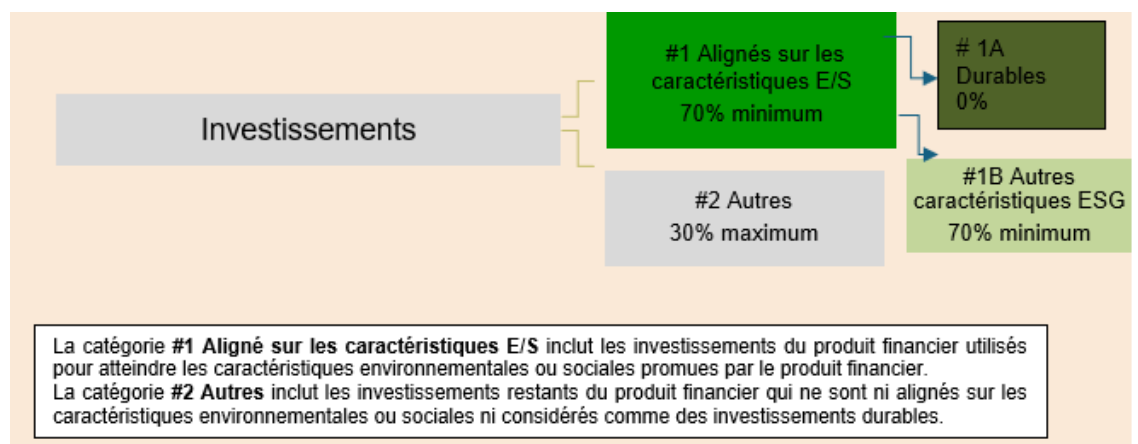 Investissements
#1 Alignés sur les
caractéristiques E/S
70% minimum
# 1A
Durables
0%
#2 Autres
30% maximum
#1B Autres
caractéristiques ESG
70% minimum
La catégorie #1 Aligné sur les caractéristiques E/S inclut les investissements du produit financier utilisés
pour atteindre les caractéristiques environnementales ou sociales promues par le produit financier.
La catégorie #2 Autres inclut les investissements restants du produit financier qui ne sont ni alignés sur les
caractéristiques environnementales ou sociales ni considérés comme des investissements durables.